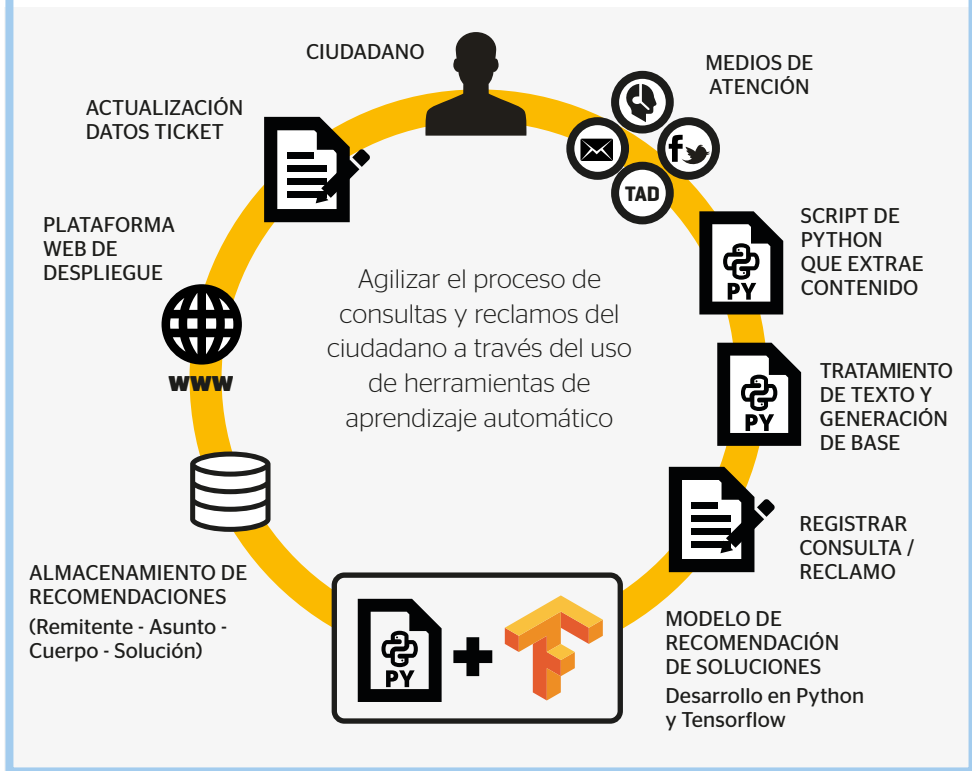 CIUDADANO
MEDIOS DE
ATENCIÓN
f
TAD
SCRIPT DE
PYTHON
QUE EXTRAE
CONTENIDO
PY
TRATAMIENTO
DE TEXTO Y
GENERACIÓN
DE BASE
PY
REGISTRAR
CONSULTA /
RECLAMO
MODELO DE
RECOMENDACIÓN
DE SOLUCIONES
Desarrollo en Python
y Tensorflow
PY
+
ALMACENAMIENTO DE
RECOMENDACIONES
(Remitente - Asunto -
Cuerpo - Solución)
PLATAFORMA
WEB DE
DESPLIEGUE
WWW
ACTUALIZACIÓN
DATOS TICKET
Agilizar el proceso de
consultas y reclamos del
ciudadano a través del uso
de herramientas de
aprendizaje automático